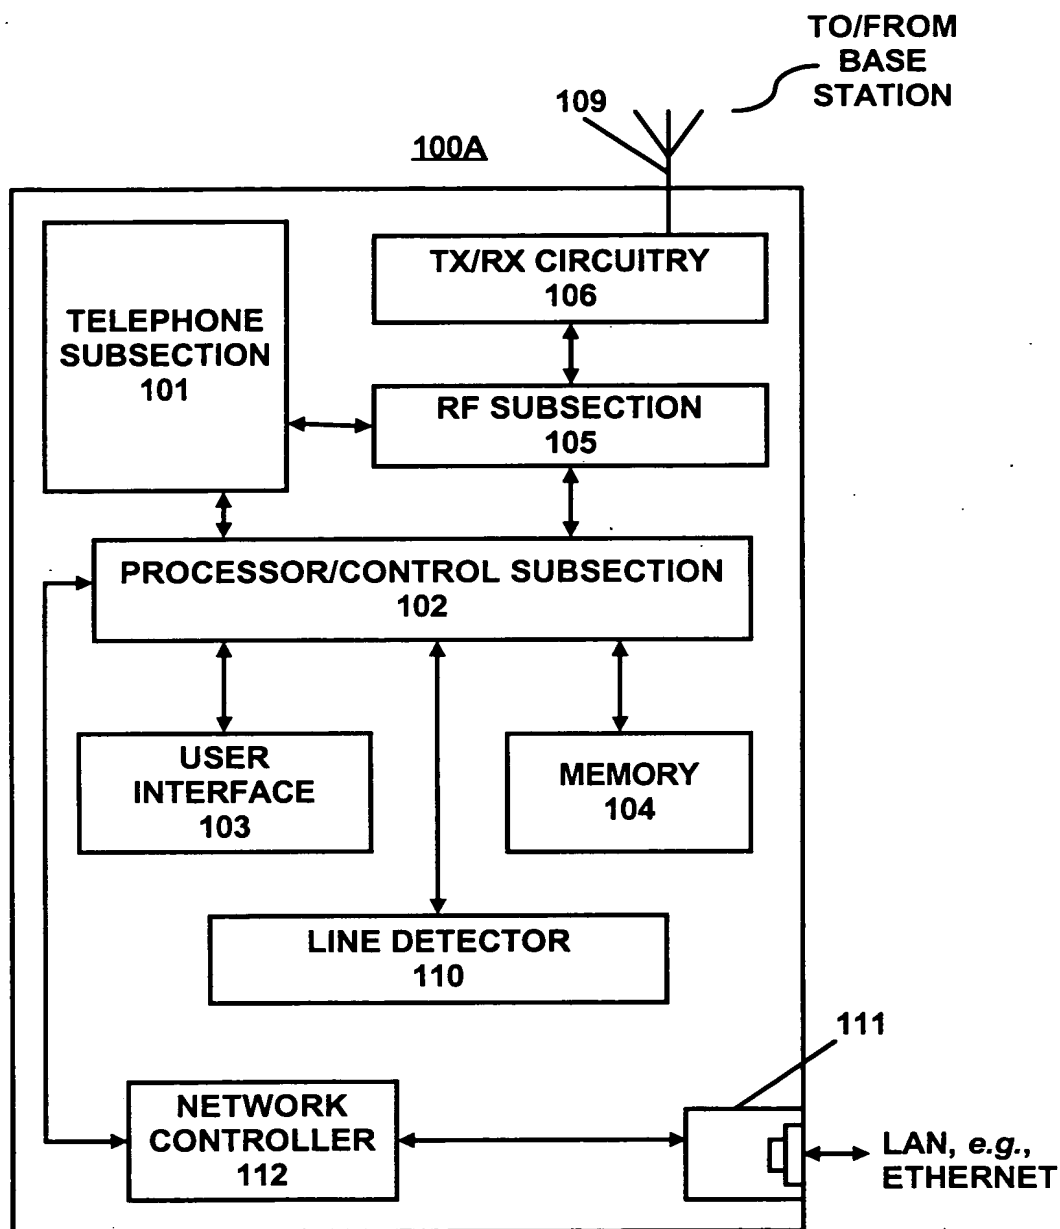 TO/FROM
BASE
STATION
109
100A
TX/RX CIRCUITRY
106
TELEPHONE
SUBSECTION
101
RF SUBSECTION
105
PROCESSOR/CONTROL SUBSECTION
102
USER
INTERFACE
103
MEMORY
104
LINE DETECTOR
110
111
NETWORK
CONTROLLER
112
LAN, e.g.,
ETHERNET